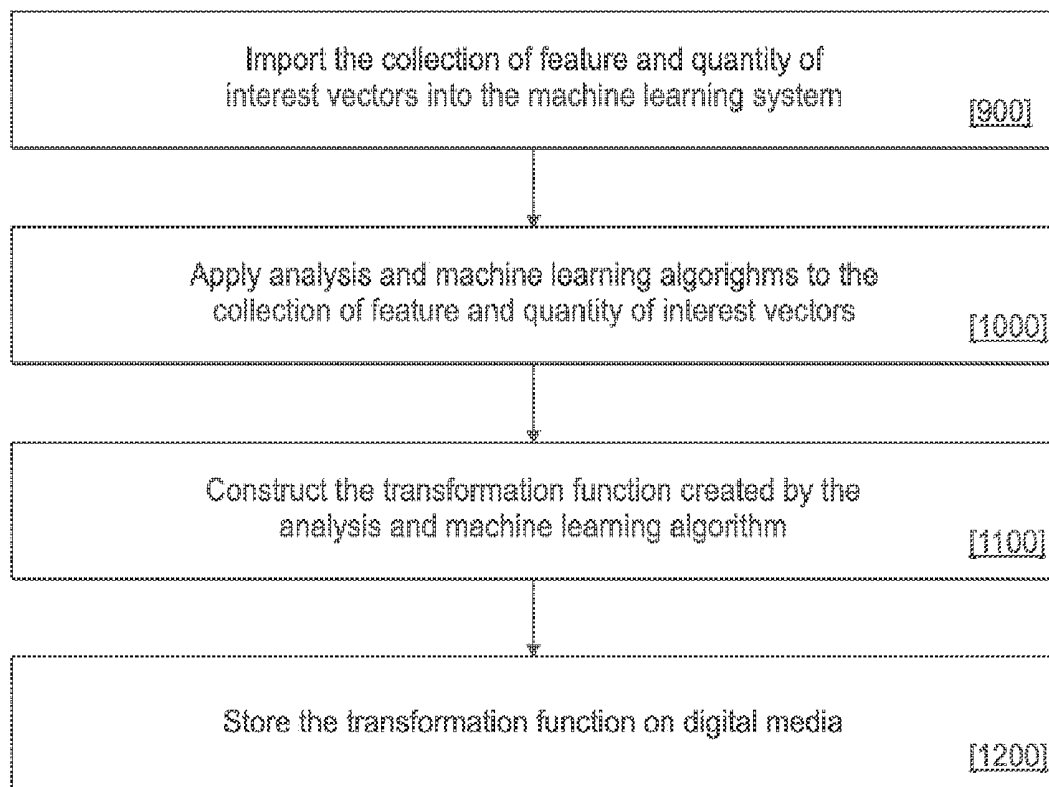 Import the collection of feature and quantity of
interest vectors into the machine learning system
[900]
Apply analysis and machine learning algorighms to the
collection of feature and quantity of interest vectors
[1000]
Construct the transformation function created by the
analysis and machine learning algorithm
[1100]
Store the transformation function on digital media
[1200]